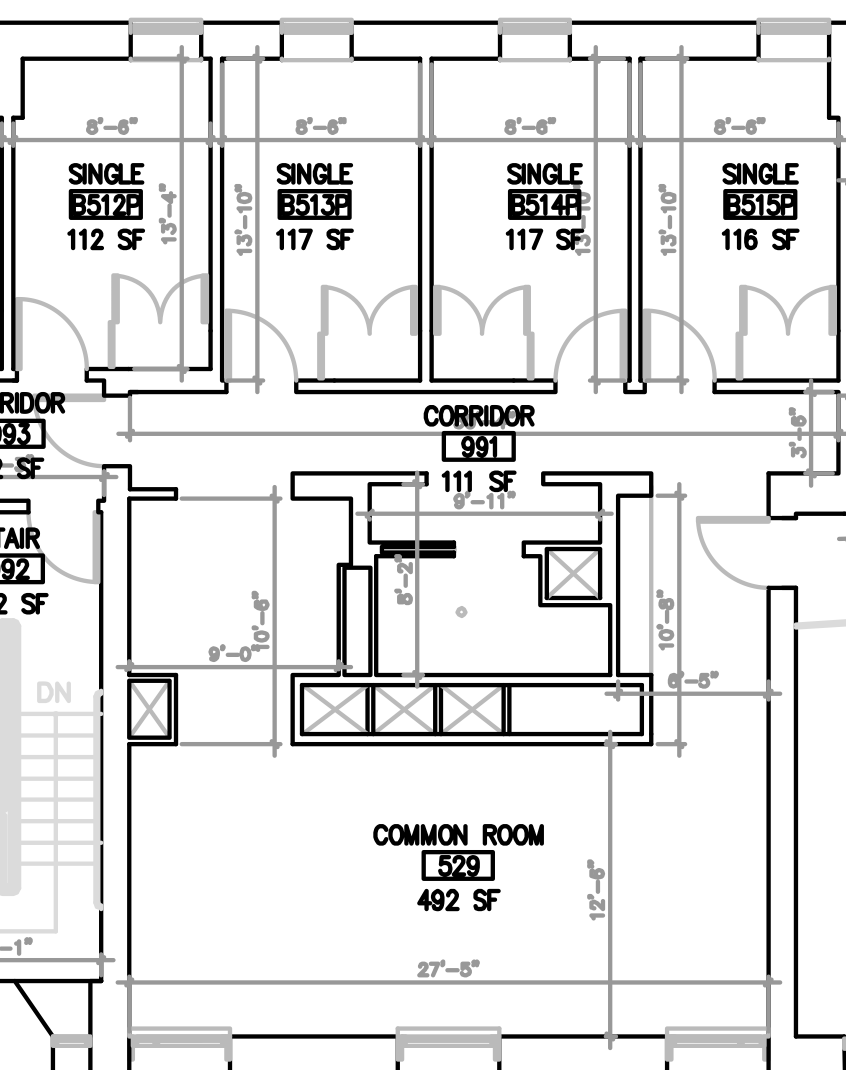 8'-6" 8'-6" 8'-6" 8'-6"
SINGLE
B512P
112 SF
13'-4"
13'-10"
SINGLE
B513P
117 SF
SINGLE
B514P
117 SF
13'-10"
13'-10"
SINGLE
B515P
116 SF
RIDOR
993
2 SF
CORRIDOR
991
111 SF
3'-6"
9'-11"
TAIR
992
2 SF
8'-2"
10'-6"
10'-8"
9'-0"
6'-5"
DN
COMMON ROOM
529
492 SF
12'-6"
-1"
27'-5"